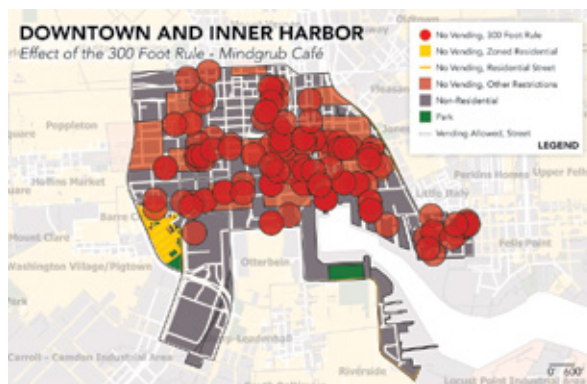 DOWNTOWN AND INNER HARBOR
Effect of the 300 Foot Rule - Mindgrub Café
No Vending, 300 Foot Rule
No Vending, Zoned Residential
No Vending, Residential Street
No Vending, Other Restrictions
Non-Residential
Park
Vending Allowed, Street
LEGEND
Oldtown
Poppleton
Hollins Market
Little Italy
Perkins Homes
Upper Fells
Barre Circle
Mount Clare
Fells Point
Washington Village/Pigtown
Otterbein
Riverside
Carroll - Camden Industrial Area
Locust Point Industrial
0' 600'